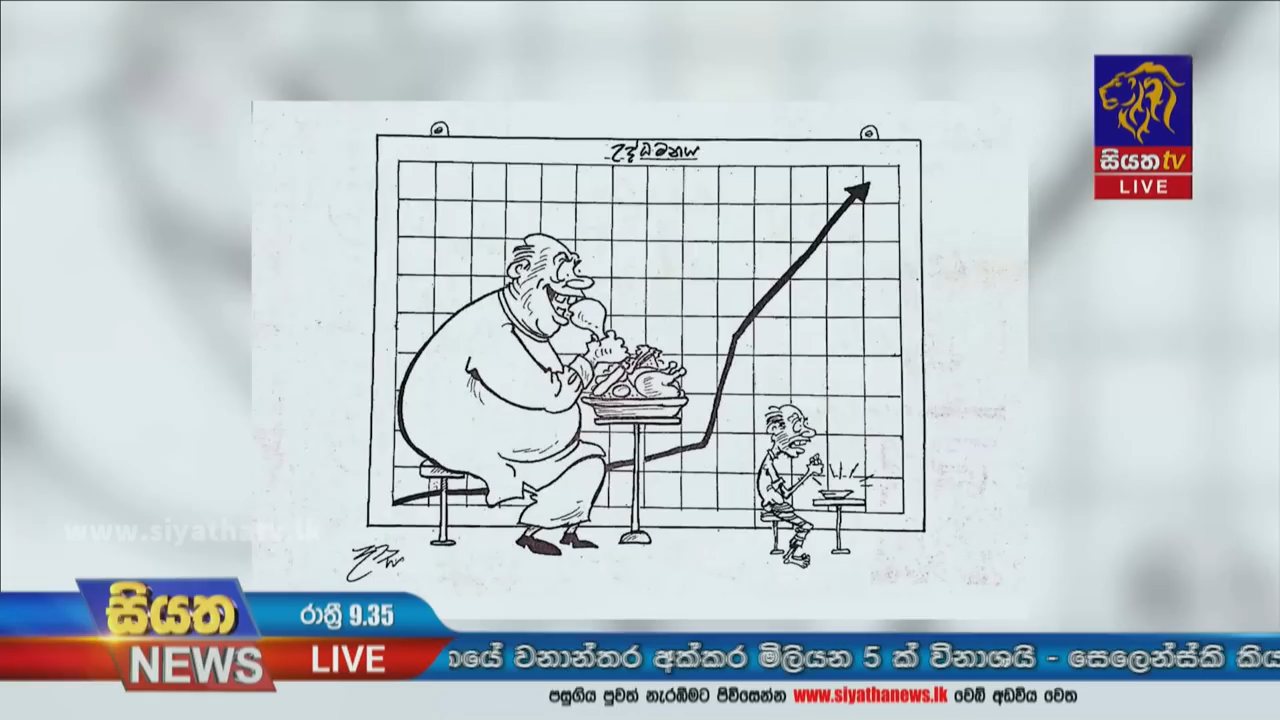 උද්ධමනය
සියත tv
LIVE
www.siyathatv.lk
සියත
NEWS
රාත්‍රී 9.35
LIVE
වනාන්තර අක්කර මිලියන 5 ක් විනාශයි - සෙලෙන්ස්කි
පසුගිය පුවත් නැරඹීමට පිවිසෙන්න www.siyathanews.lk වෙබ් අඩවිය වෙත